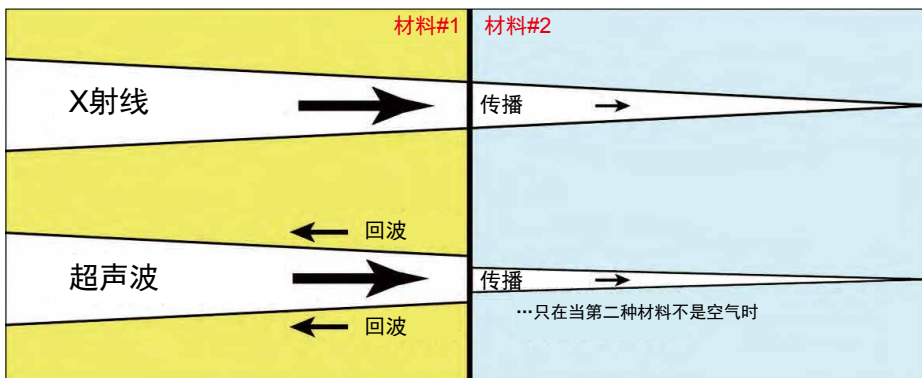 材料#1 材料#2
X射线
传播
回波
超声波
传播
…只在当第二种材料不是空气时
回波